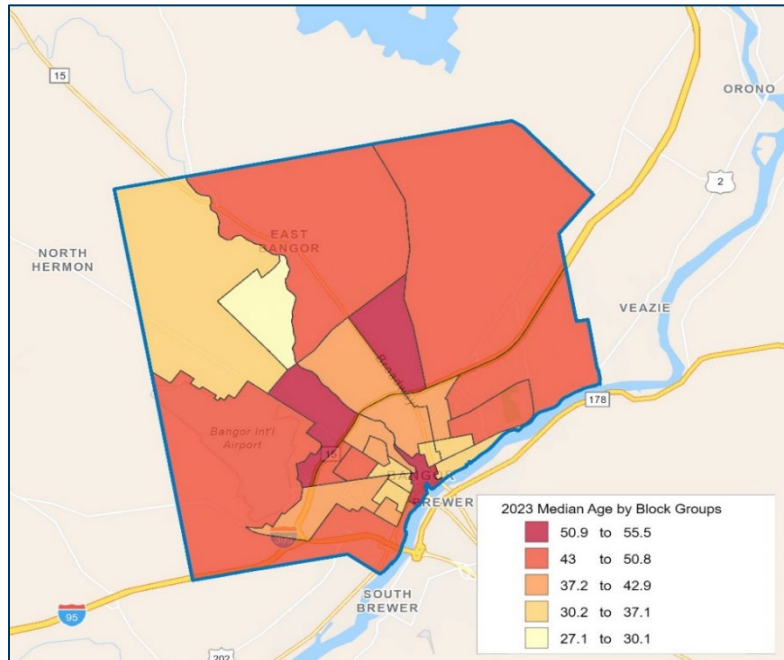 15
ORONO
2
EAST
BANGOR
NORTH
HERMON
VEAZIE
Broadway
178
Bangor Int'l
Airport
15
BANGOR
BREWER
2023 Median Age by Block Groups
50.9 to 55.5
43 to 50.8
37.2 to 42.9
30.2 to 37.1
27.1 to 30.1
SOUTH
BREWER
95
202